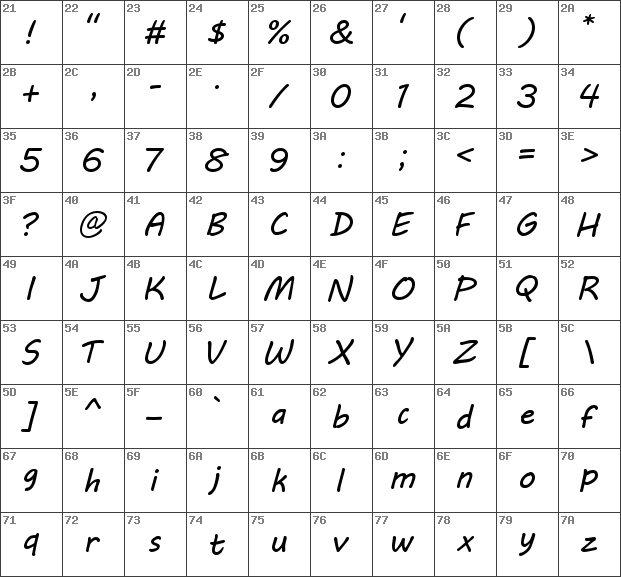 21 22 23 24 25 26 27 28 29 2A
! " # $ % & ' ( ) *
2B 2C 2D 2E 2F 30 31 32 33 34
+ , - . / 0 1 2 3 4
35 36 37 38 39 3A 3B 3C 3D 3E
5 6 7 8 9 : ; < = >
3F 40 41 42 43 44 45 46 47 48
? @ A B C D E F G H
49 4A 4B 4C 4D 4E 4F 50 51 52
I J K L M N O P Q R
53 54 55 56 57 58 59 5A 5B 5C
S T U V W X Y Z [ \
5D 5E 5F 60 61 62 63 64 65 66
] ^ _ ` a b c d e f
67 68 69 6A 6B 6C 6D 6E 6F 70
g h i j k l m n o p
71 72 73 74 75 76 77 78 79 7A
q r s t u v w x y z